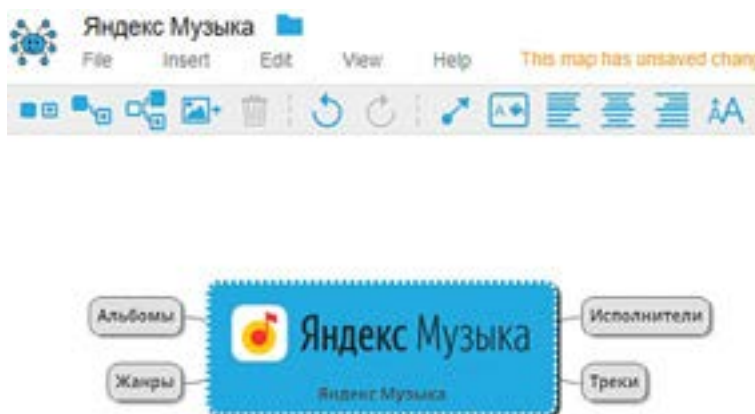 Яндекс Музыка
File Insert Edit View Help This map has unsaved chang
A
AA
Альбомы
Исполнители
Яндекс Музыка
Жанры
Треки
Яндекс Музыка